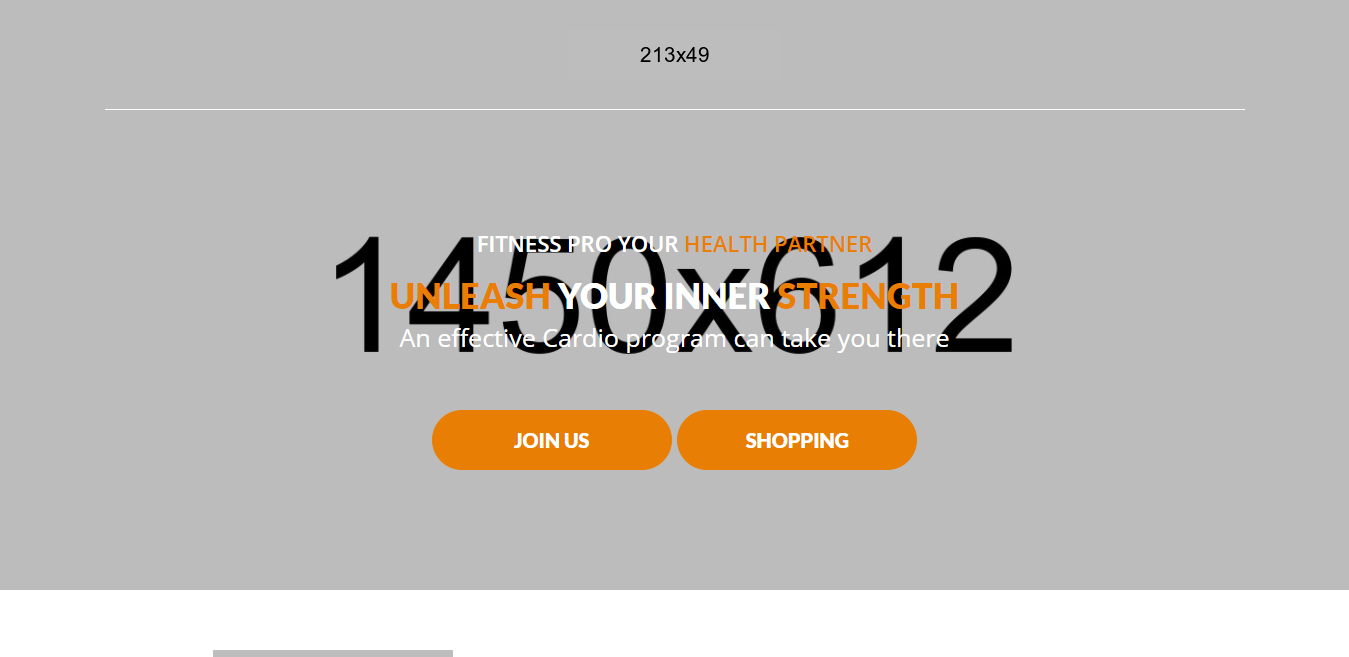 213x49
FITNESS PRO YOUR HEALTH PARTNER
1450x612
UNLEASH YOUR INNER STRENGTH
An effective Cardio program can take you there
JOIN US
SHOPPING